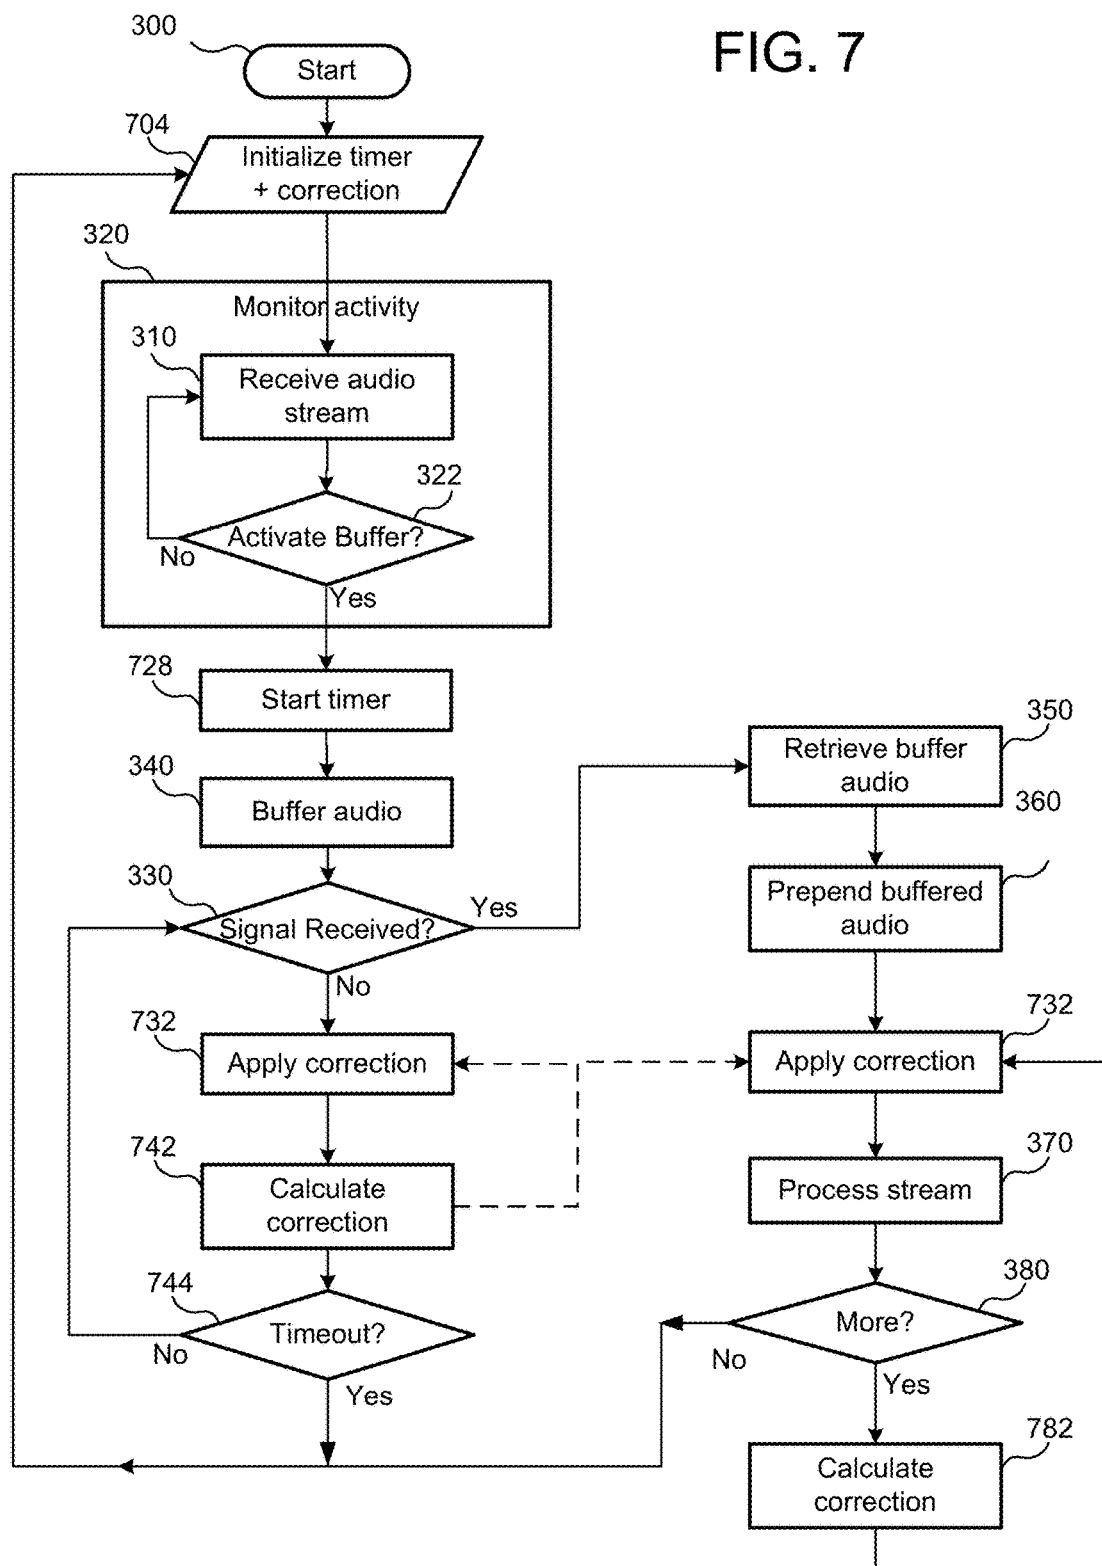 FIG. 7
300
Start
704
Initialize timer
+ correction
320
Monitor activity
310
Receive audio
stream
322
Activate Buffer?
No
Yes
728
Start timer
340
Buffer audio
330
Signal Received?
Yes
No
732
Apply correction
742
Calculate
correction
744
Timeout?
No
Yes
350
Retrieve buffer
audio
360
Prepend buffered
audio
732
Apply correction
370
Process stream
380
More?
No
Yes
782
Calculate
correction